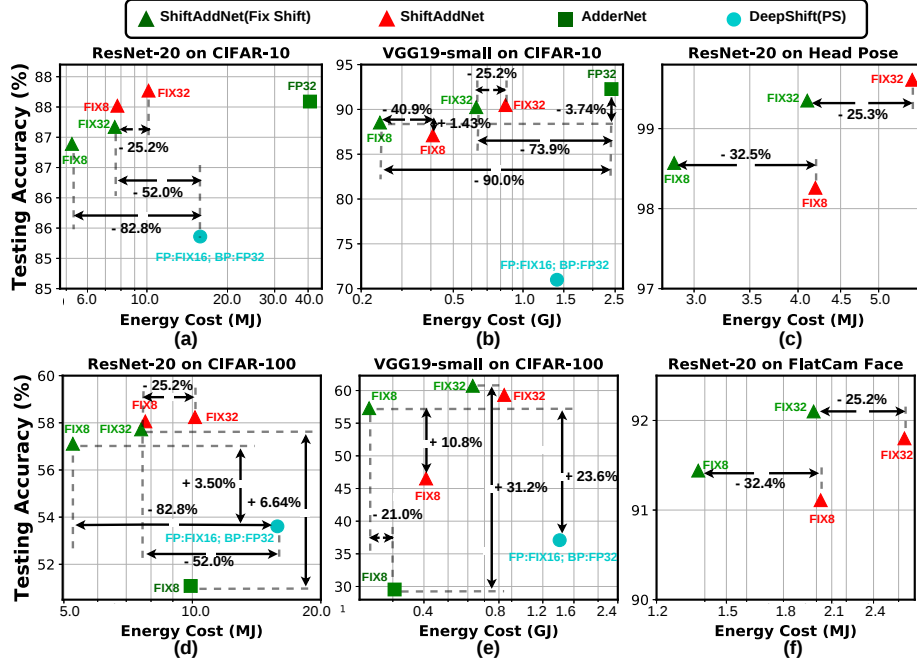 ShiftAddNet(Fix Shift) ShiftAddNet AdderNet DeepShift(PS)
ResNet-20 on CIFAR-10
Testing Accuracy (%)
88
88
87
87
86
86
85
85
FIX8
FIX32
FIX32
FIX8
FP32
- 25.2%
- 52.0%
- 82.8%
FP:FIX16; BP:FP32
6.0 10.0 20.0 30.0 40.0
Energy Cost (MJ)
(a)
VGG19-small on CIFAR-10
95
90
85
80
75
70
- 25.2%
FP32
- 40.9%
FIX32
FIX32
- 3.74%
+ 1.43%
FIX8
FIX8
- 73.9%
- 90.0%
FP:FIX16; BP:FP32
0.2 0.5 1.0 1.5 2.5
Energy Cost (GJ)
(b)
ResNet-20 on Head Pose
99
98
97
FIX32
FIX32
- 25.3%
- 32.5%
FIX8
FIX8
3.0 4.0 5.0
Energy Cost (MJ)
(c)
ResNet-20 on CIFAR-100
Testing Accuracy (%)
60
58
56
54
52
50
- 25.2%
FIX8
FIX32
FIX8
FIX32
+ 3.50%
+ 6.64%
- 82.8%
FP:FIX16; BP:FP32
- 52.0%
FIX8
5.0 10.0 20.0
Energy Cost (MJ)
(d)
VGG19-small on CIFAR-100
60
55
50
45
40
35
30
FIX32
FIX32
FIX8
+ 10.8%
FIX8
+ 23.6%
+ 31.2%
- 21.0%
FP:FIX16; BP:FP32
FIX8
1 0.4 0.8 1.2 1.6 2.4
Energy Cost (GJ)
(e)
ResNet-20 on FlatCam Face
92
91
90
- 25.2%
FIX32
FIX32
FIX8
- 32.4%
FIX8
1.2 1.5 2.0 2.4
Energy Cost (MJ)
(f)